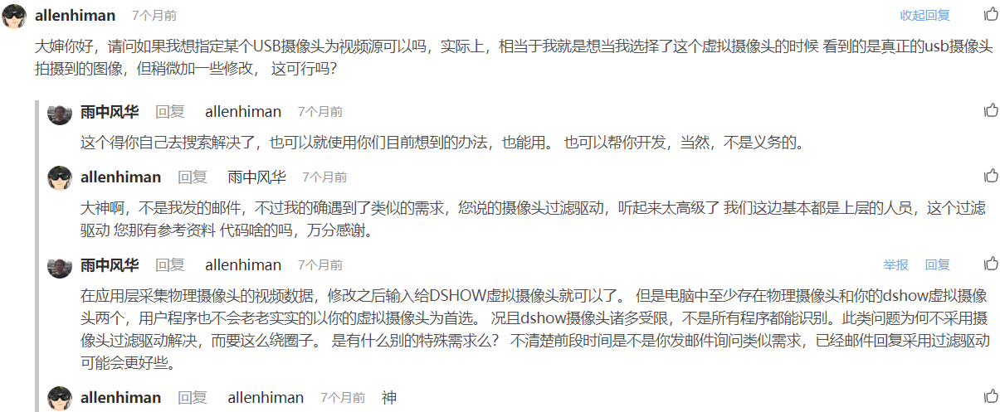 allenhiman 7个月前 收起回复
大婶你好，请问如果我想指定某个USB摄像头为视频源可以吗，实际上，相当于我就是想当我选择了这个虚拟摄像头的时候 看到的是真正的usb摄像头
拍摄到的图像，但稍微加一些修改， 这可行吗?
雨中风华 回复 allenhiman 7个月前
这个得你自己去搜索解决了，也可以就使用你们目前想到的办法，也能用。 也可以帮你开发，当然，不是义务的。
allenhiman 回复 雨中风华 7个月前
大神啊，不是我发的邮件，不过我的确遇到了类似的需求，您说的摄像头过滤驱动，听起来太高级了 我们这边基本都是上层的人员，这个过滤
驱动 您那有参考资料 代码啥的吗，万分感谢。
雨中风华 回复 allenhiman 7个月前 举报 回复
在应用层采集物理摄像头的视频数据，修改之后输入给DSHOW虚拟摄像头就可以了。 但是电脑中至少存在物理摄像头和你的dshow虚拟摄像
头两个，用户程序也不会老老实实的以你的虚拟摄像头为首选。 况且dshow摄像头诸多受限，不是所有程序都能识别。此类问题为何不采用摄
像头过滤驱动解决，而要这么绕圈子。 是有什么别的特殊需求么？ 不清楚前段时间是不是你发邮件询问类似需求，已经邮件回复采用过滤驱动
可能会更好些。
allenhiman 回复 allenhiman 7个月前 神